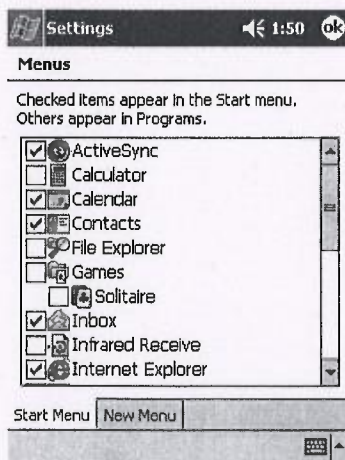 Settings 1:50 ok
Menus
Checked items appear in the Start menu.
Others appear in Programs.
ActiveSync
Calculator
Calendar
Contacts
File Explorer
Games
Solitaire
Inbox
Infrared Receive
Internet Explorer
Start Menu New Menu